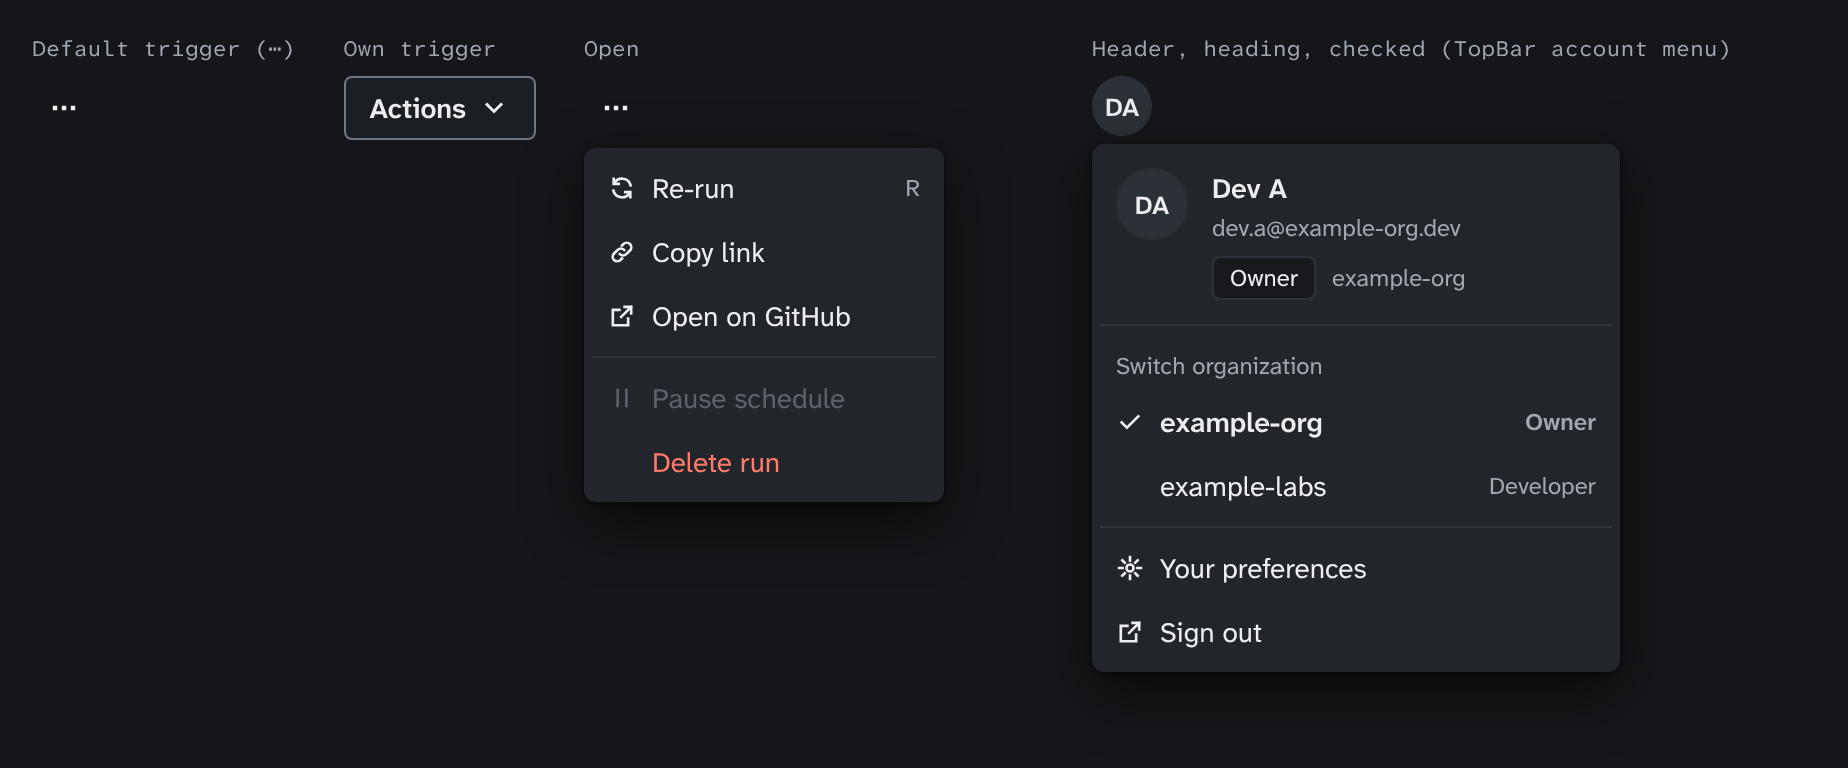 Default trigger (⋯)
Own trigger
Open
Header, heading, checked (TopBar account menu)
Actions
DA
Re-run R
Copy link
Open on GitHub
Pause schedule
Delete run
DA
Dev A
dev.a@example-org.dev
Owner example-org
Switch organization
example-org Owner
example-labs Developer
Your preferences
Sign out